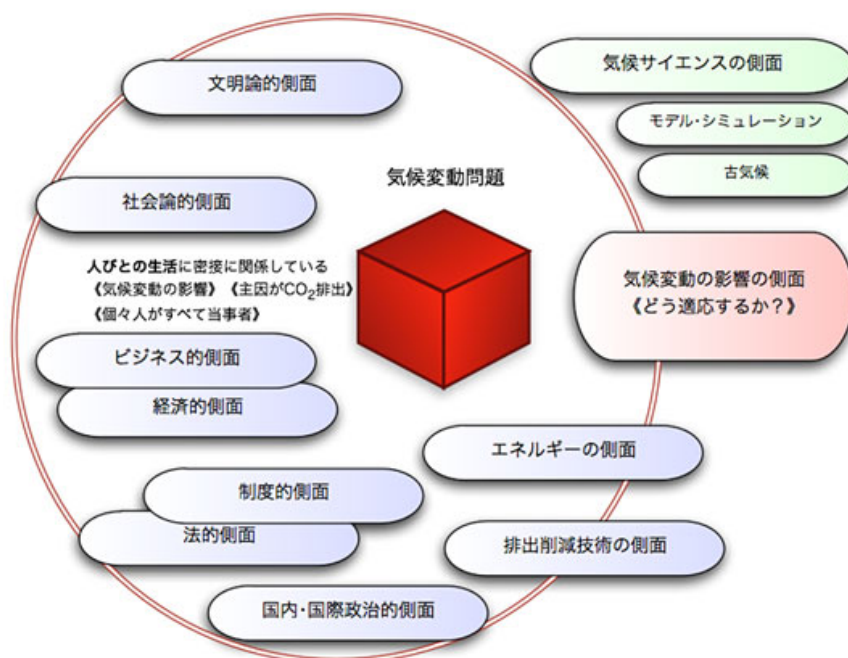 文明論的側面
気候サイエンスの側面
モデル・シミュレーション
古気候
気候変動問題
社会論的側面
人びとの生活に密接に関係している
《気候変動の影響》《主因がCO₂排出》
《個々人がすべて当事者》
気候変動の影響の側面
《どう適応するか？》
ビジネス的側面
経済的側面
エネルギーの側面
制度的側面
法的側面
排出削減技術の側面
国内・国際政治的側面